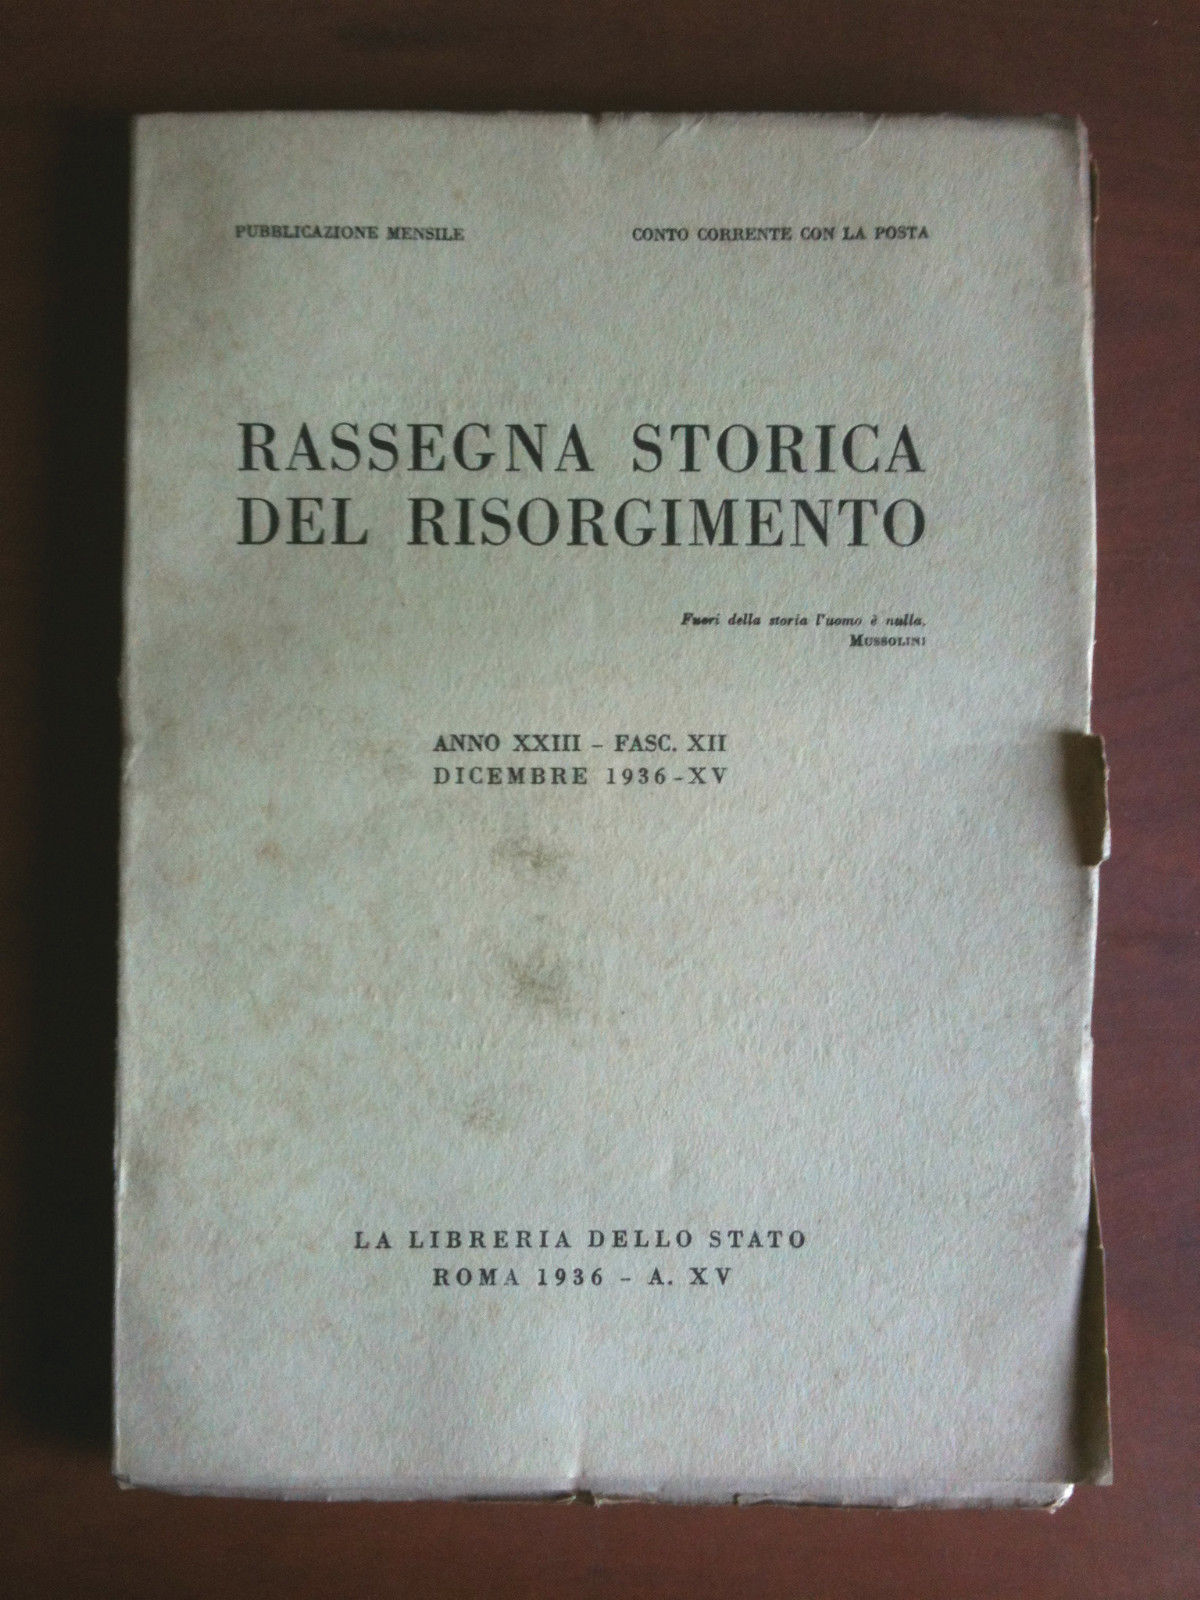 PUBBLICAZIONE MENSILE
CONTO CORRENTE CON LA POSTA
RASSEGNA STORICA
DEL RISORGIMENTO
Fuori della storia l'uomo è nulla.
MUSSOLINI
ANNO XXIII - FASC. XII
DICEMBRE 1936-XV
LA LIBRERIA DELLO STATO
ROMA 1936 - A. XV